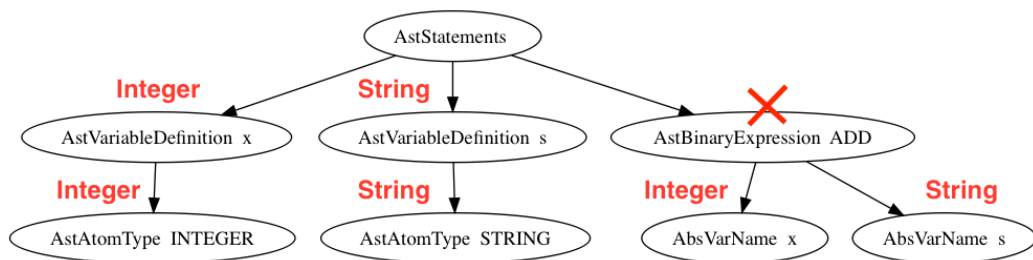 AstStatements
Integer
String
AstVariableDefinition x
AstVariableDefinition s
AstBinaryExpression ADD
Integer
String
Integer
String
AstAtomType INTEGER
AstAtomType STRING
AbsVarName x
AbsVarName s